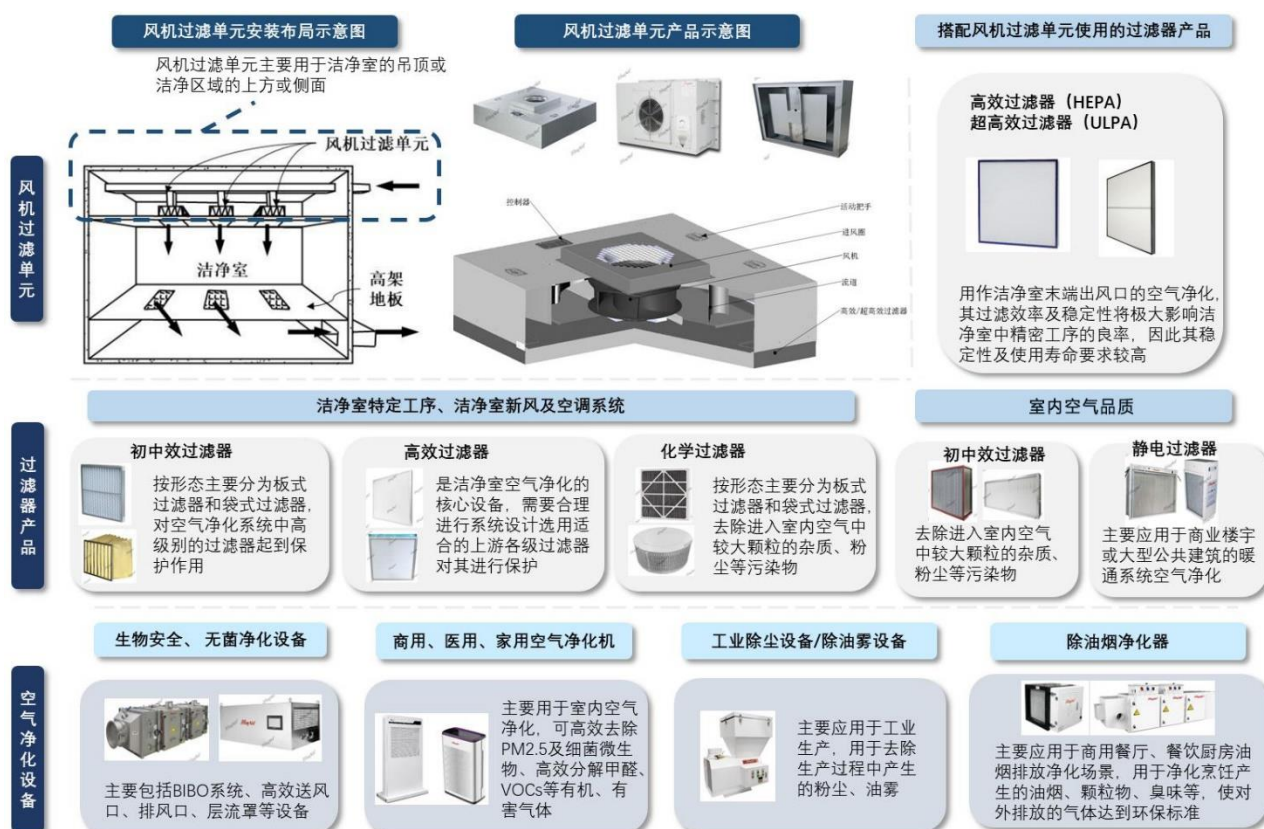 风机过滤单元安装布局示意图
风机过滤单元产品示意图
搭配风机过滤单元使用的过滤器产品
风机过滤单元
风机过滤单元主要用于洁净室的吊顶或
洁净区域的上方或侧面
风机过滤单元
洁净室
高架
地板
控制器
活动把手
进风圈
风机
流道
高效/超高效过滤器
高效过滤器（HEPA）
超高效过滤器（ULPA）
用作洁净室末端出风口的空气净化，
其过滤效率及稳定性将极大影响洁
净室中精密工序的良率，因此其稳
定性及使用寿命要求较高
过滤器产品
洁净室特定工序、洁净室新风及空调系统
室内空气品质
初中效过滤器
按形态主要分为板式
过滤器和袋式过滤器，
对空气净化系统中高
级别的过滤器起到保
护作用
高效过滤器
是洁净室空气净化的
核心设备，需要合理
进行系统设计选用适
合的上游各级过滤器
对其进行保护
化学过滤器
按形态主要分为板式
过滤器和袋式过滤器，
去除进入室内空气中
较大颗粒的杂质、粉
尘等污染物
初中效过滤器
去除进入室内空气
中较大颗粒的杂质、
粉尘等污染物
静电过滤器
主要应用于商业楼宇
或大型公共建筑的暖
通系统空气净化
空气净化设备
生物安全、无菌净化设备
商用、医用、家用空气净化机
工业除尘设备/除油雾设备
除油烟净化器
主要包括BIBO系统、高效送风
口、排风口、层流罩等设备
主要用于室内空气
净化，可高效去除
PM2.5及细菌微生
物、高效分解甲醛、
VOCs等有机、有
害气体
主要应用于工业
生产，用于去除
生产过程中产生
的粉尘、油雾
主要应用于商用餐厅、餐饮厨房油
烟排放净化场景，用于净化烹饪产
生的油烟、颗粒物、臭味等，使对
外排放的气体达到环保标准